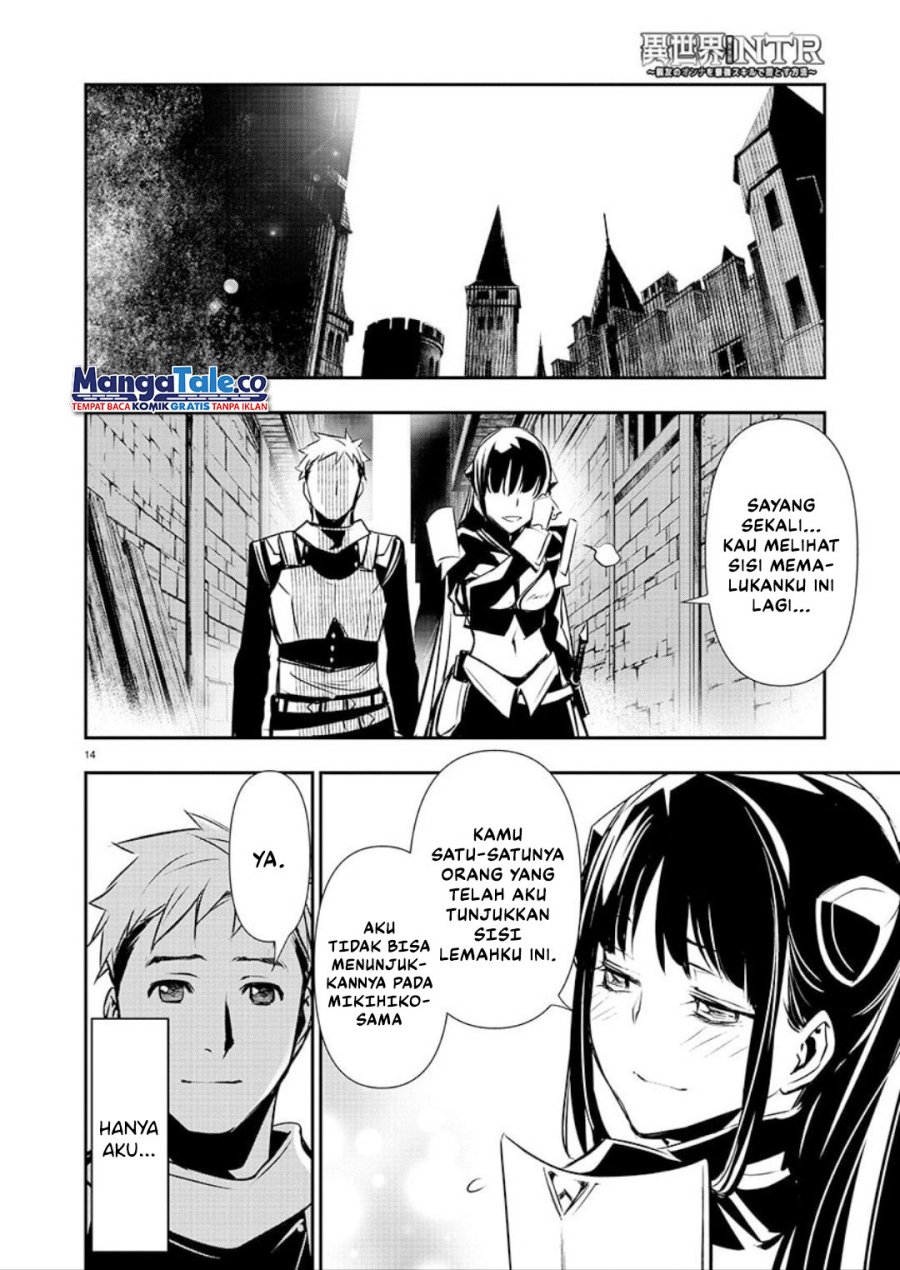 異世界NTR
MangaTale.co
TEMPAT BACA KOMIK GRATIS TANPA IKLAN
SAYANG
SEKALI...
KAU MELIHAT
SISI MEMA-
LUKANKU INI
LAGI...
14
KAMU
SATU-SATUNYA
ORANG YANG
TELAH AKU
TUNJUKKAN
SISI
LEMAHKU INI.
AKU
TIDAK BISA
MENUNJUK-
KANNYA PADA
MIKIHIKO-
SAMA
YA.
HANYA
AKU...